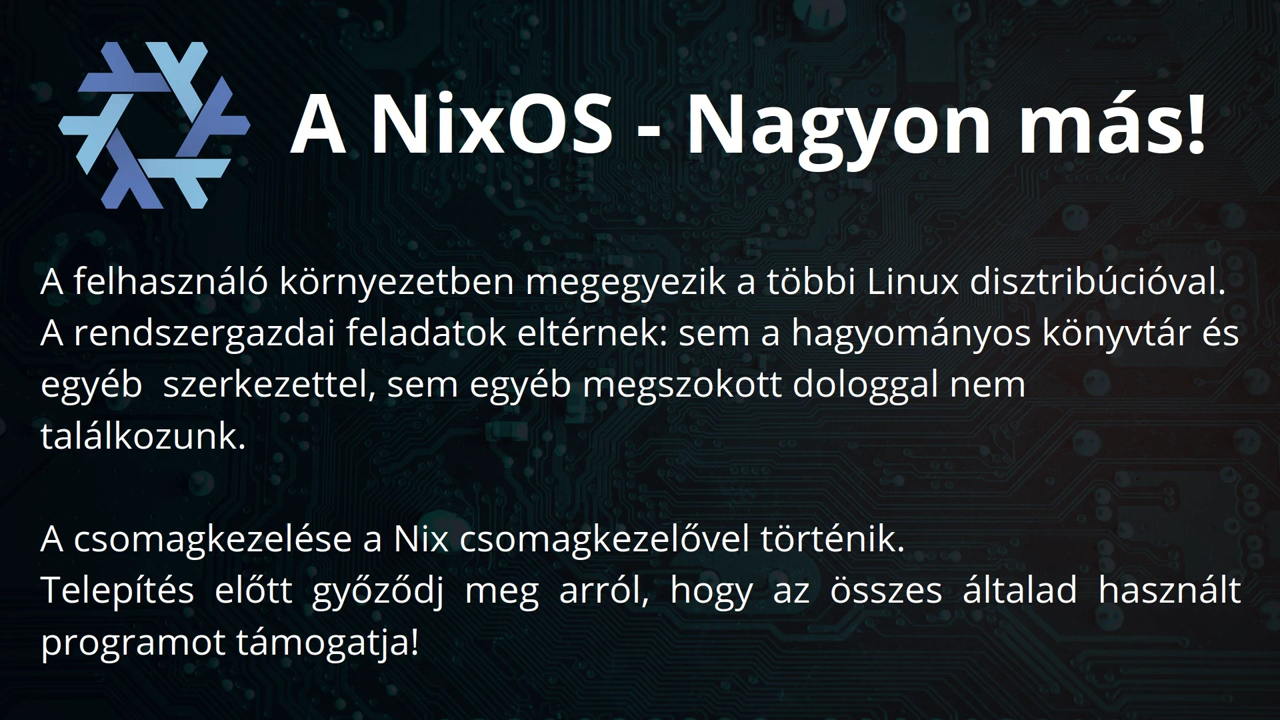 A NixOS - Nagyon más!
A felhasználó környezetben megegyezik a többi Linux disztribúcióval.
A rendszergazdai feladatok eltérnek: sem a hagyományos könyvtár és
egyéb  szerkezettel, sem egyéb megszokott dologgal nem
találkozunk.
A csomagkezelése a Nix csomagkezelővel történik.
Telepítés előtt győződj meg arról, hogy az összes általad használt
programot támogatja!